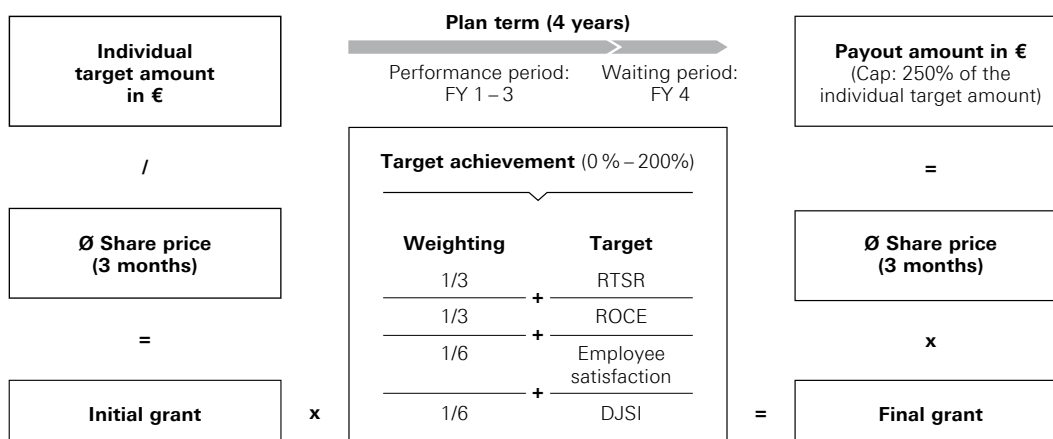 Individual
target amount
in €
/
Ø Share price
(3 months)
=
Initial grant
x
Plan term (4 years)
Performance period:
FY 1 – 3
Waiting period:
FY 4
Target achievement (0 % – 200%)
Weighting Target
1/3 + RTSR
1/3 + ROCE
1/6 Employee
satisfaction
+
1/6 DJSI
=
Payout amount in €
(Cap: 250% of the
individual target amount)
=
Ø Share price
(3 months)
x
Final grant